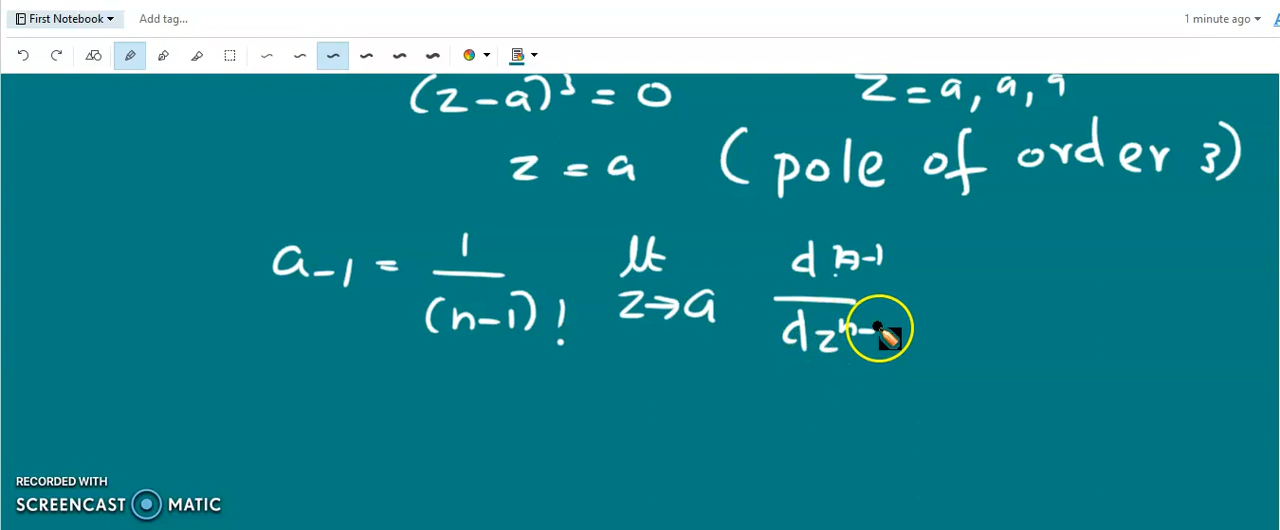 First Notebook Add tag... 1 minute ago
(z-a)³ = 0 z = a, a, a
z = a (pole of order 3)
a₋₁ = 1/(n-1)! lt z→a dⁿ⁻¹/dzⁿ⁻
RECORDED WITH
SCREENCAST MATIC